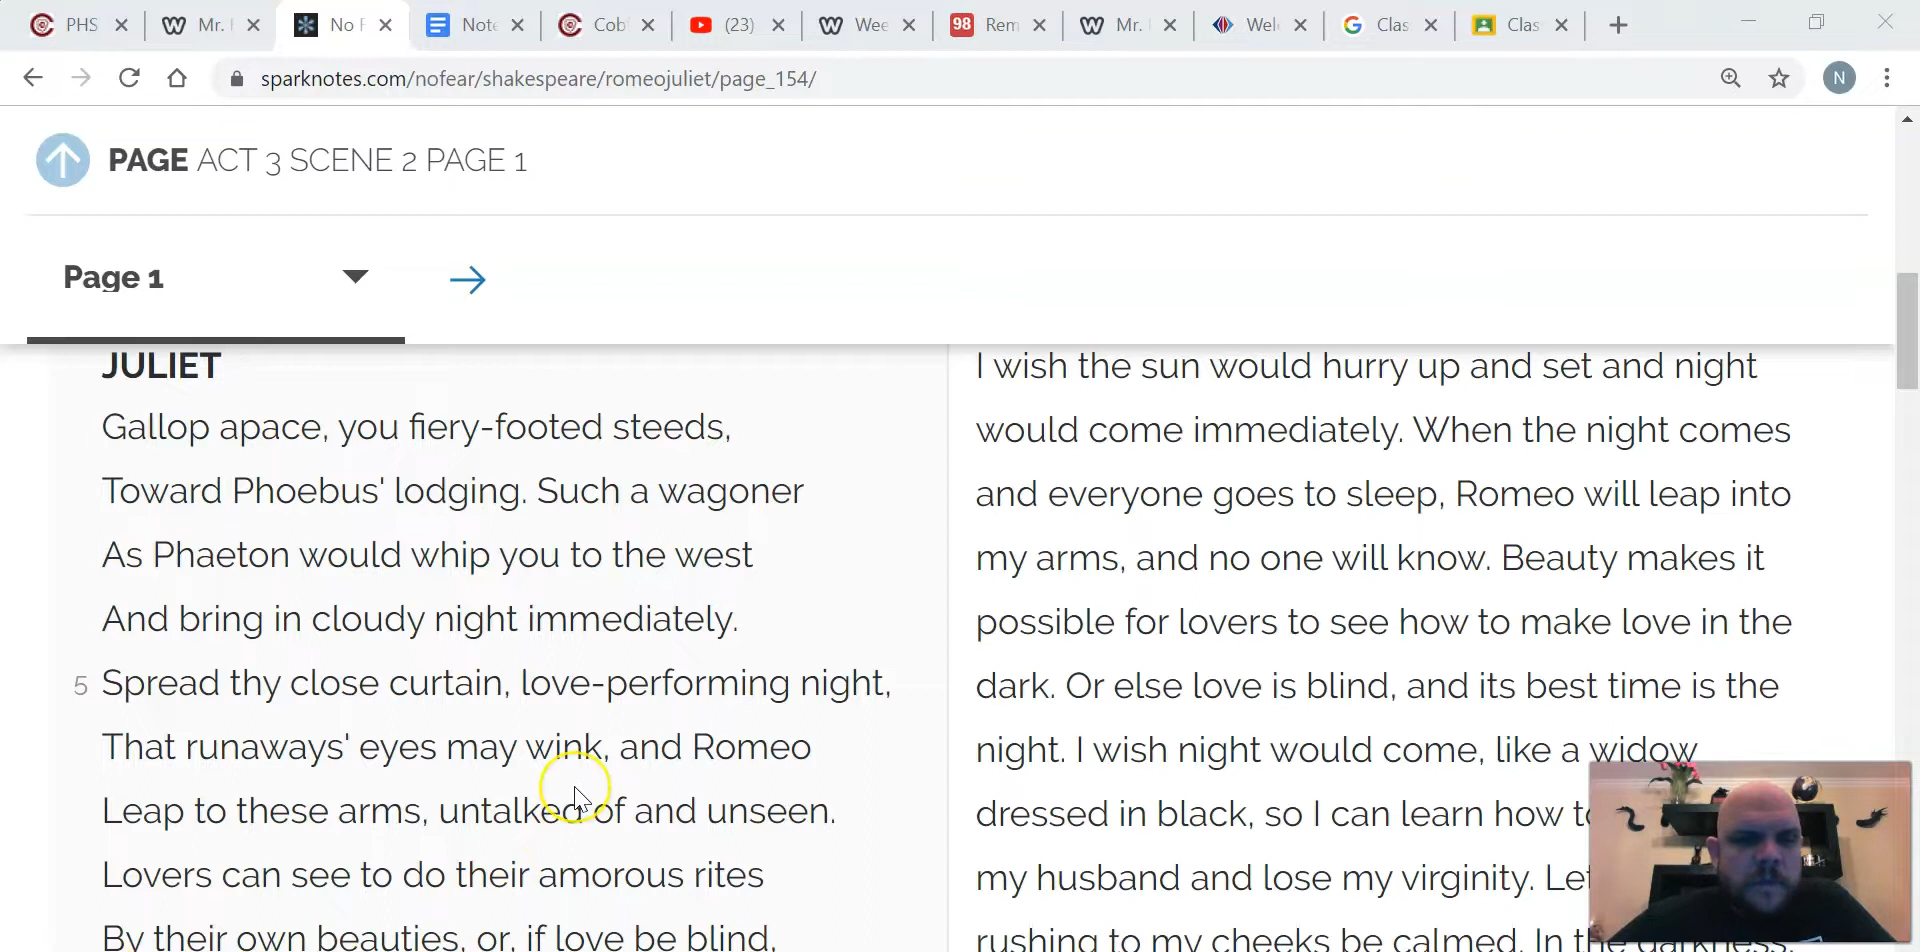 PHS
Mr.
No F
Note
Cob
(23)
Wee
98 Rem
Mr.
Wel
Clas
Clas
sparknotes.com/nofear/shakespeare/romeojuliet/page_154/
N
PAGE ACT 3 SCENE 2 PAGE 1
Page 1
JULIET
Gallop apace, you fiery-footed steeds,
Toward Phoebus' lodging. Such a wagoner
As Phaeton would whip you to the west
And bring in cloudy night immediately.
5 Spread thy close curtain, love-performing night,
That runaways' eyes may wink, and Romeo
Leap to these arms, untalked of and unseen.
Lovers can see to do their amorous rites
By their own beauties, or, if love be blind,
I wish the sun would hurry up and set and night
would come immediately. When the night comes
and everyone goes to sleep, Romeo will leap into
my arms, and no one will know. Beauty makes it
possible for lovers to see how to make love in the
dark. Or else love is blind, and its best time is the
night. I wish night would come, like a widow
dressed in black, so I can learn how to
my husband and lose my virginity. Let
rushing to my cheeks be calmed. In the darkness,